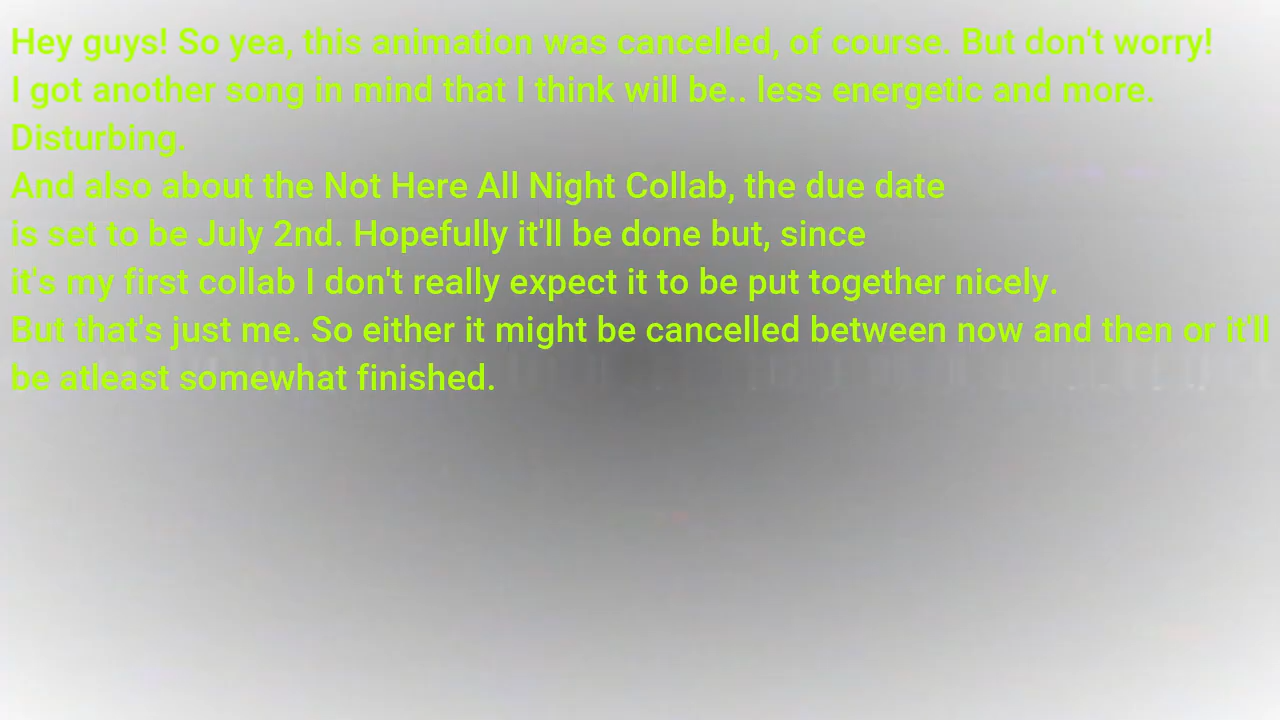 Hey guys! So yea, this animation was cancelled, of course. But don't worry!
I got another song in mind that I think will be.. less energetic and more.
Disturbing.
And also about the Not Here All Night Collab, the due date
is set to be July 2nd. Hopefully it'll be done but, since
it's my first collab I don't really expect it to be put together nicely.
But that's just me. So either it might be cancelled between now and then or it'll
be atleast somewhat finished.